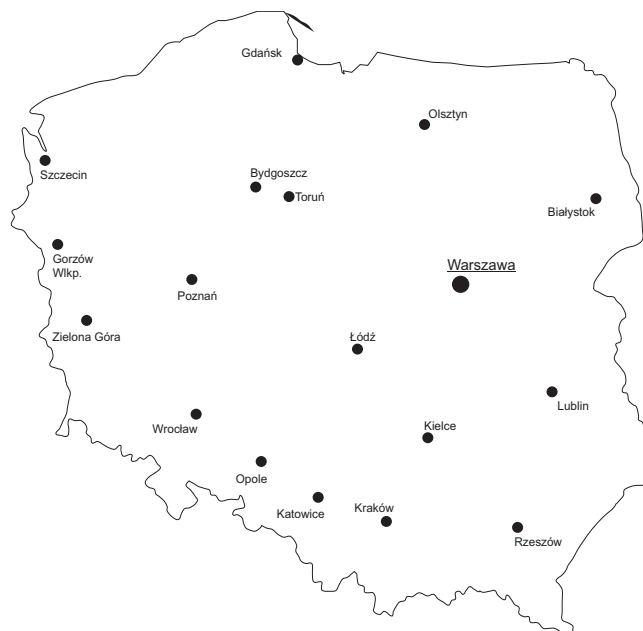 Gdańsk
Olsztyn
Szczecin
Bydgoszcz
Toruń
Białystok
Gorzów
Wlkp.
Warszawa
Poznań
Zielona Góra
Łódź
Lublin
Wrocław
Kielce
Opole
Katowice
Kraków
Rzeszów